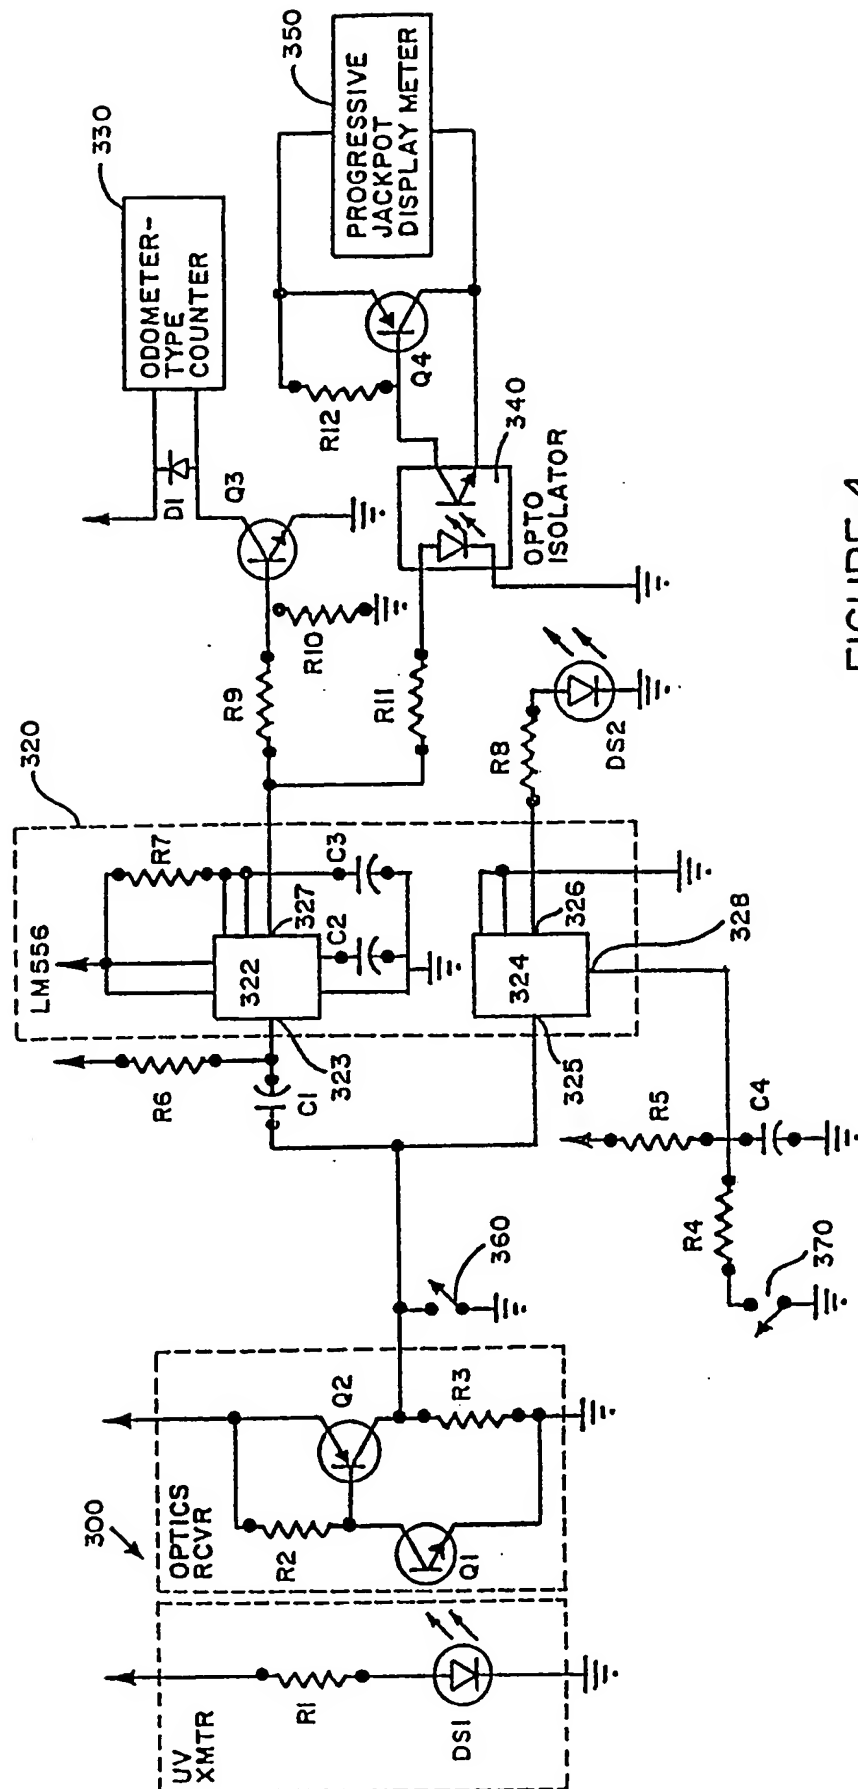 300
UV
XMTR
R1
DS1
OPTICS
RCVR
R2
Q1
Q2
R3
360
R4
370
R5
C4
R6
C1
323
325
LM556
320
322
324
R7
C2
C3
327
326
328
R8
DS2
R9
R10
R11
Q3
D1
ODOMETER-
TYPE
COUNTER
330
OPTO
ISOLATOR
340
R12
Q4
PROGRESSIVE
JACKPOT
DISPLAY METER
350
FIGURE 4